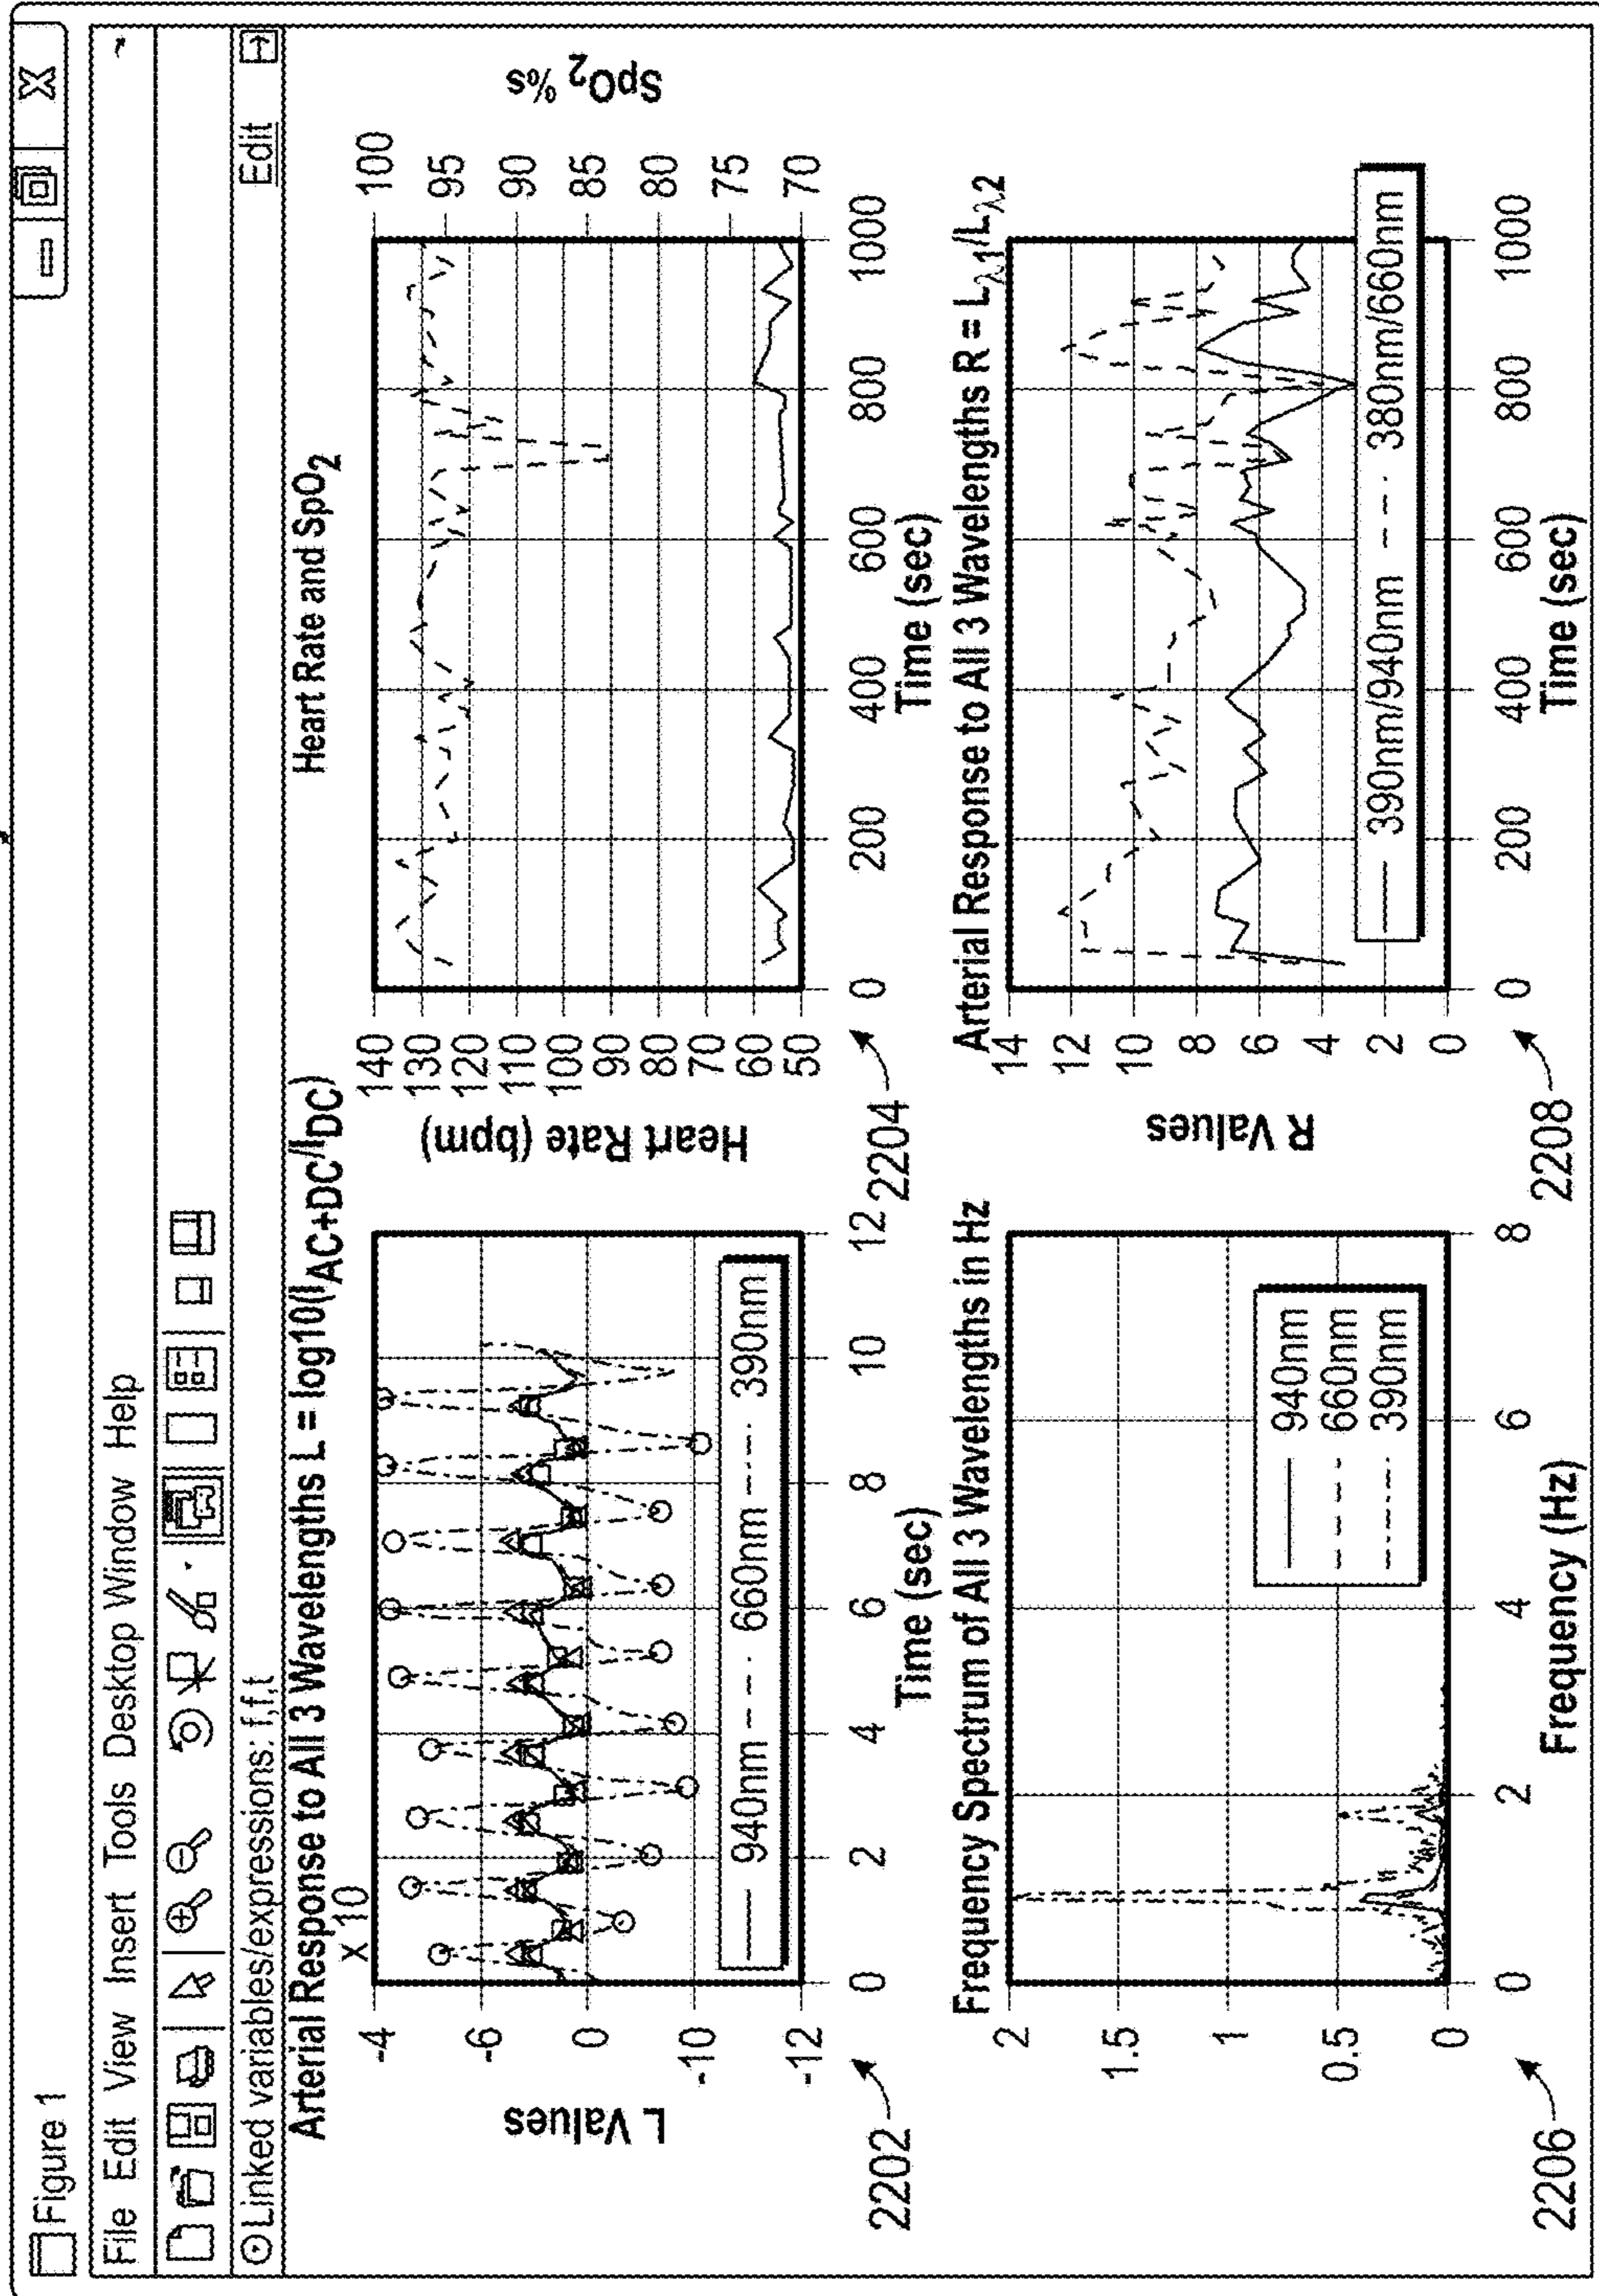 Figure 1
File Edit View Insert Tools Desktop Window Help
Linked variables/expressions: f,f,t
Edit
Arterial Response to All 3 Wavelengths L = log10(I_AC+DC/I_DC)
x 10
-4
-6
0
-10
-12
L Values
940nm 660nm 390nm
0 2 4 6 8 10 12
Time (sec)
2202
Heart Rate and SpO₂
140
130
120
110
100
90
80
70
60
50
Heart Rate (bpm)
100
95
90
85
80
75
70
SpO₂ %s
0 200 400 600 800 1000
Time (sec)
2204
Frequency Spectrum of All 3 Wavelengths in Hz
2
1.5
1
0.5
0
940nm
660nm
390nm
0 2 4 6 8
Frequency (Hz)
2206
Arterial Response to All 3 Wavelengths R = Lλ1/Lλ2
14
12
10
8
6
4
2
0
R Values
390nm/940nm 380nm/660nm
0 200 400 600 800 1000
Time (sec)
2208